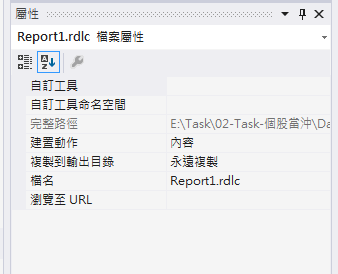 屬性
Report1.rdlc 檔案屬性
自訂工具
自訂工具命名空間
完整路徑 E:\Task\02-Task-個股當沖\Da
建置動作 內容
複製到輸出目錄 永遠複製
檔名 Report1.rdlc
瀏覽至 URL